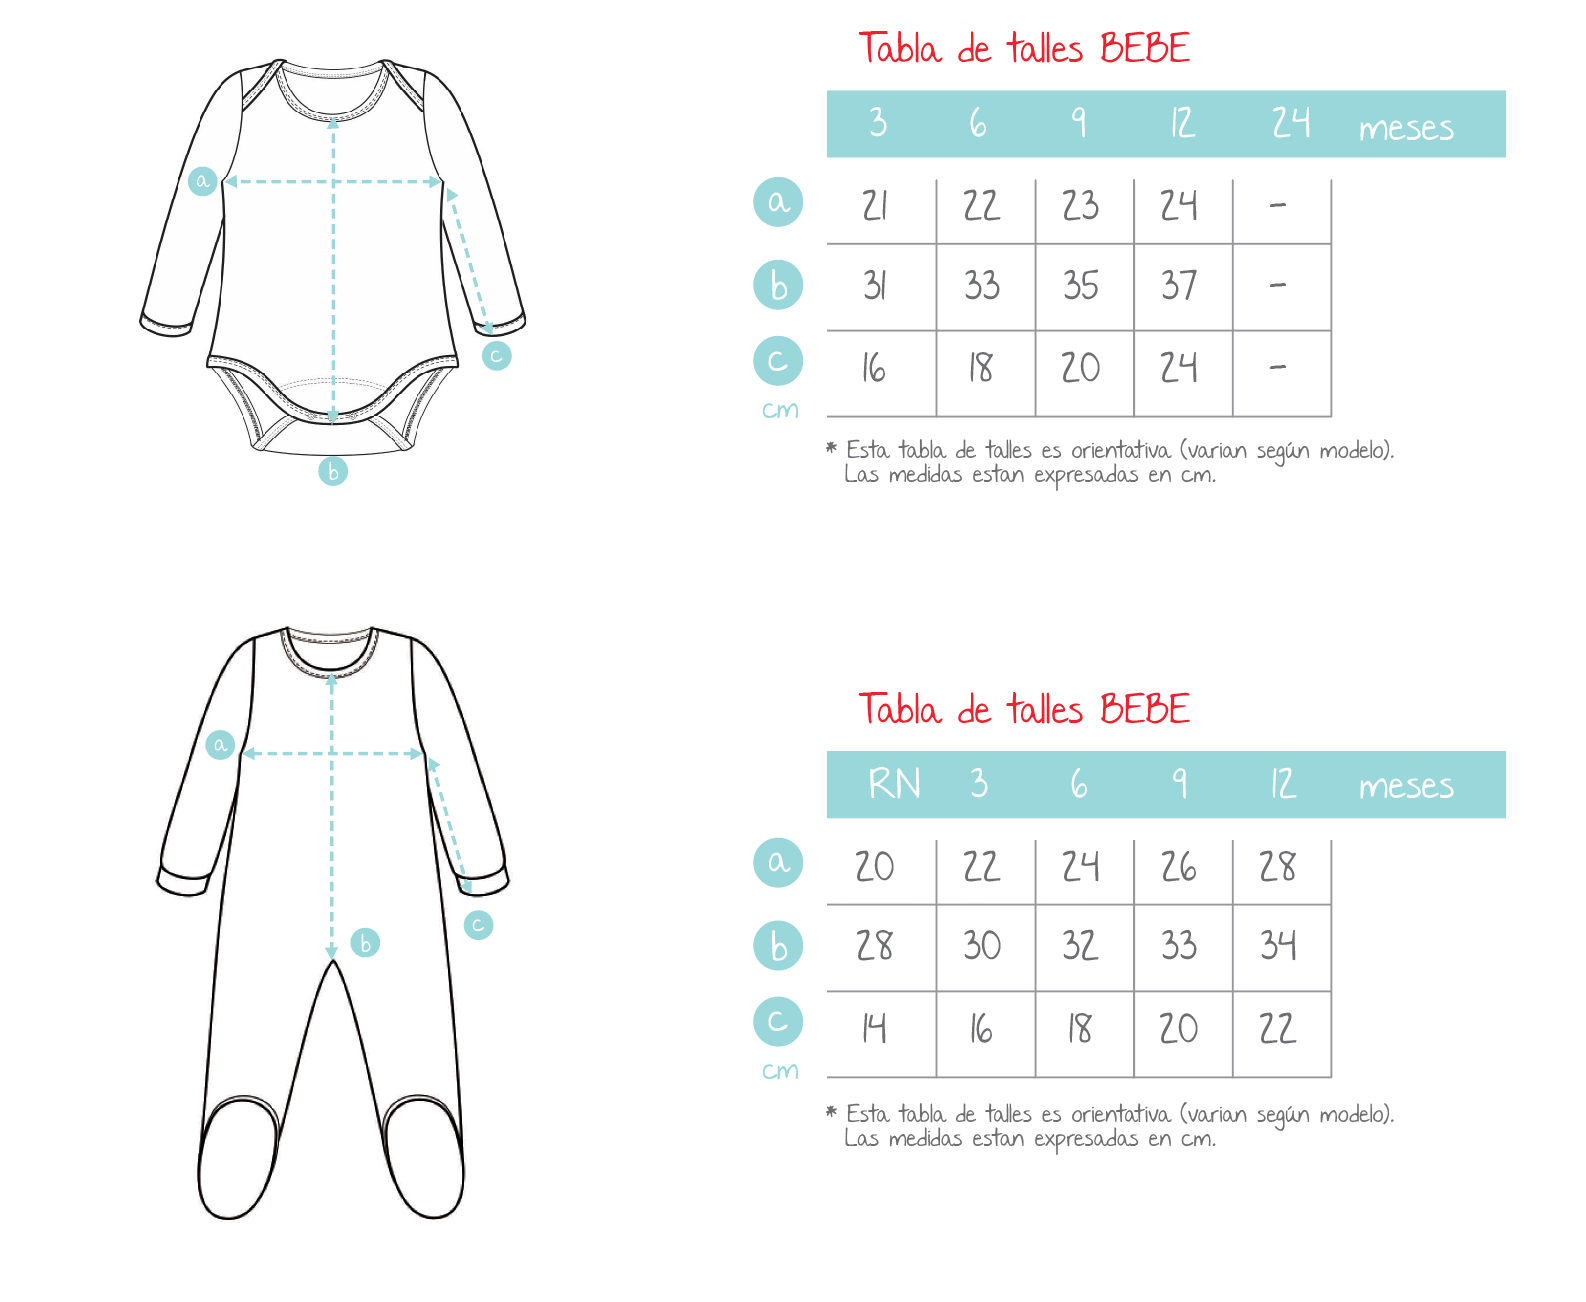 Tabla de talles BEBE
3 6 9 12 24 meses
a 21 22 23 24 -
b 31 33 35 37 -
c 16 18 20 24 -
cm
* Esta tabla de talles es orientativa (varian según modelo).
Las medidas estan expresadas en cm.
a
c
b
Tabla de talles BEBE
RN 3 6 9 12 meses
a 20 22 24 26 28
b 28 30 32 33 34
c 14 16 18 20 22
cm
* Esta tabla de talles es orientativa (varian según modelo).
Las medidas estan expresadas en cm.
a
c
b